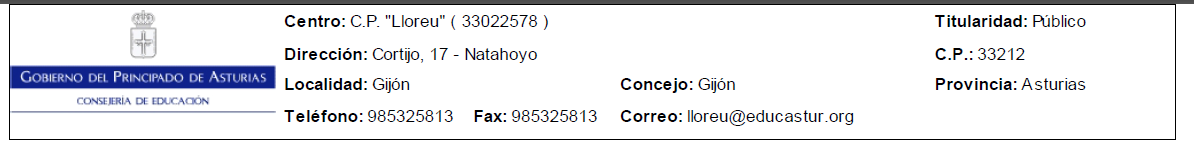 GOBIERNO DEL PRINCIPADO DE ASTURIAS
CONSEJERÍA DE EDUCACIÓN
Centro: C.P. "Lloreu" ( 33022578 ) Titularidad: Público
Dirección: Cortijo, 17 - Natahoyo C.P.: 33212
Localidad: Gijón Concejo: Gijón Provincia: Asturias
Teléfono: 985325813 Fax: 985325813 Correo: lloreu@educastur.org